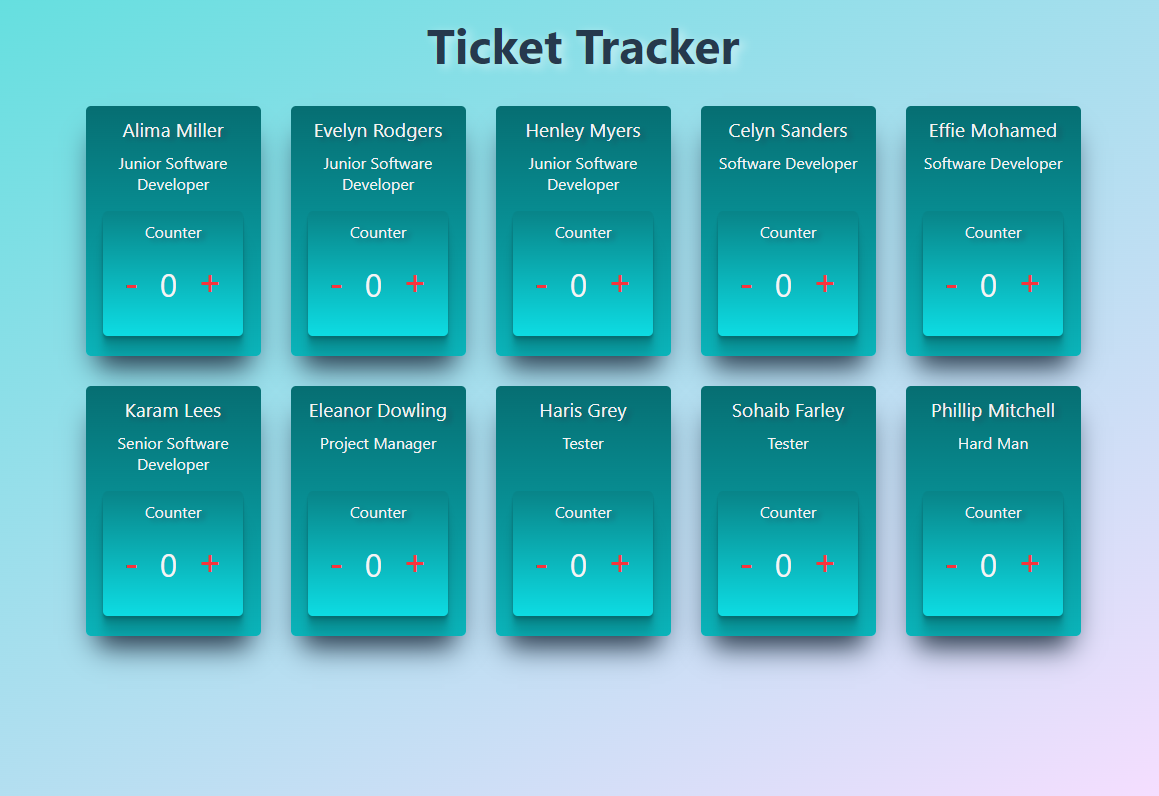 Ticket Tracker
Alima Miller
Junior Software
Developer
Counter
- 0 +
Evelyn Rodgers
Junior Software
Developer
Counter
- 0 +
Henley Myers
Junior Software
Developer
Counter
- 0 +
Celyn Sanders
Software Developer
Counter
- 0 +
Effie Mohamed
Software Developer
Counter
- 0 +
Karam Lees
Senior Software
Developer
Counter
- 0 +
Eleanor Dowling
Project Manager
Counter
- 0 +
Haris Grey
Tester
Counter
- 0 +
Sohaib Farley
Tester
Counter
- 0 +
Phillip Mitchell
Hard Man
Counter
- 0 +